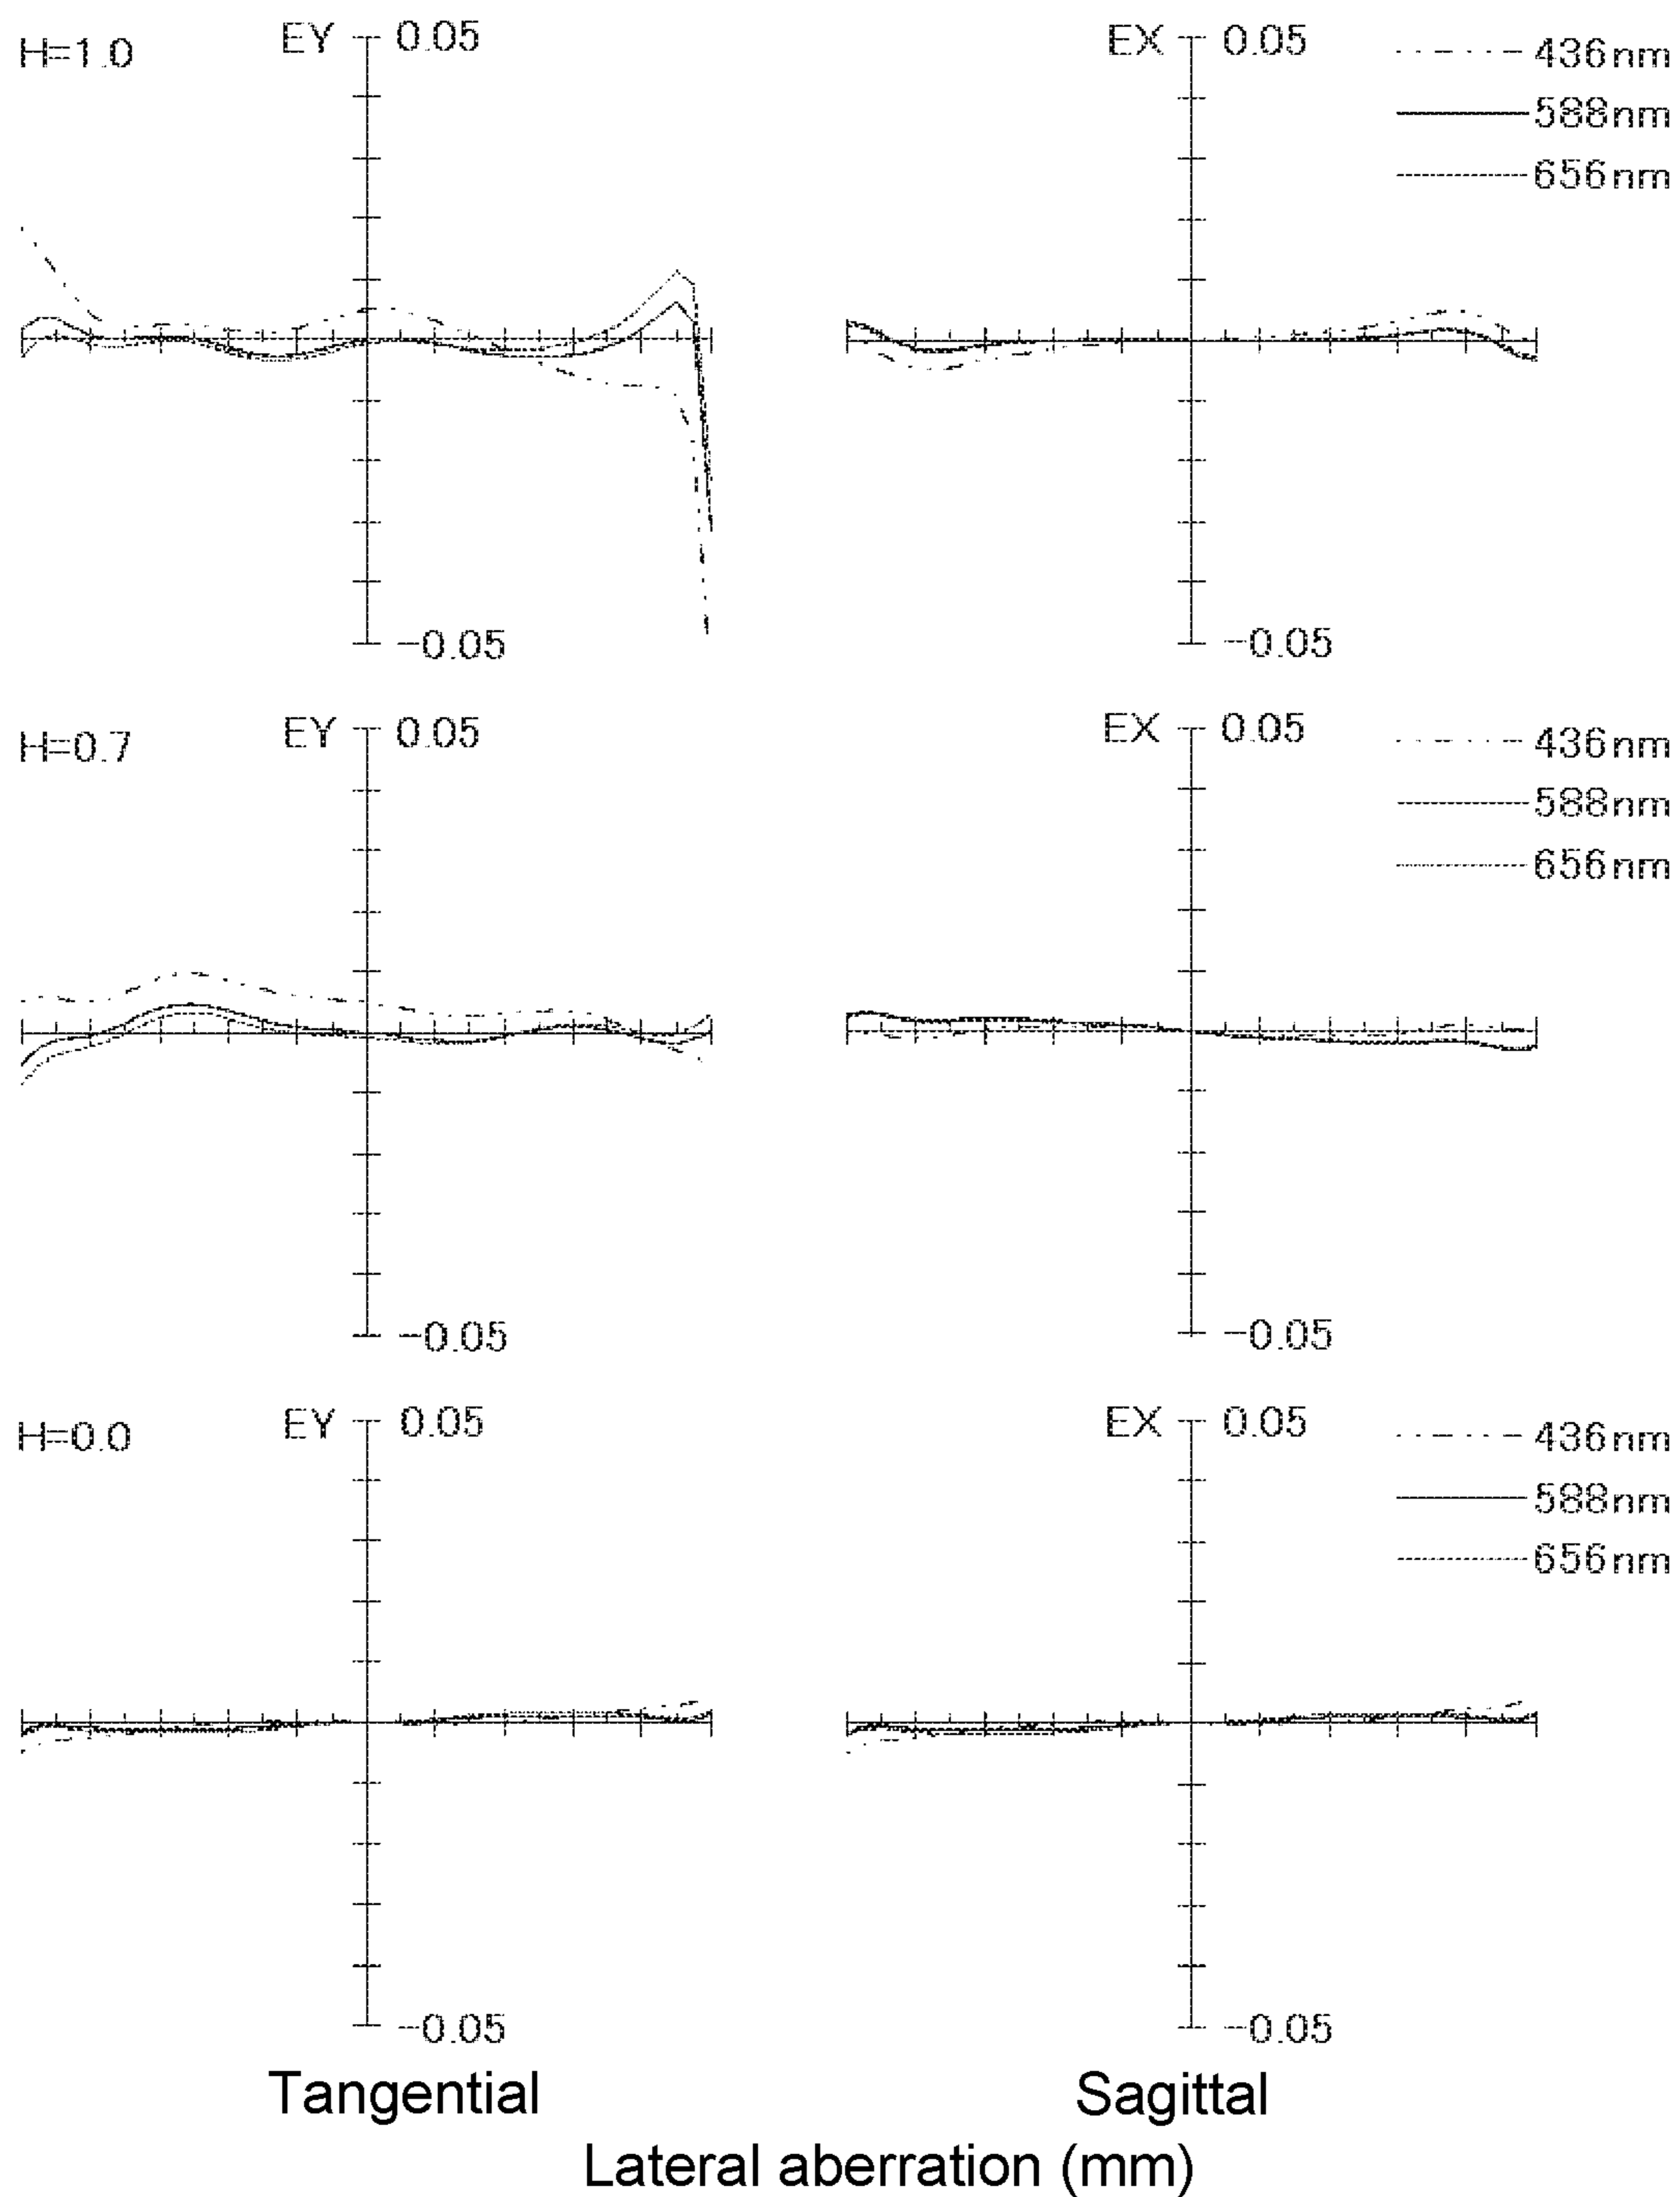 H=1.0 EY 0.05 EX 0.05 436nm
588nm
656nm
-0.05 -0.05
H=0.7 EY 0.05 EX 0.05 436nm
588nm
656nm
-0.05 -0.05
H=0.0 EY 0.05 EX 0.05 436nm
588nm
656nm
-0.05 -0.05
Tangential Sagittal
Lateral aberration (mm)